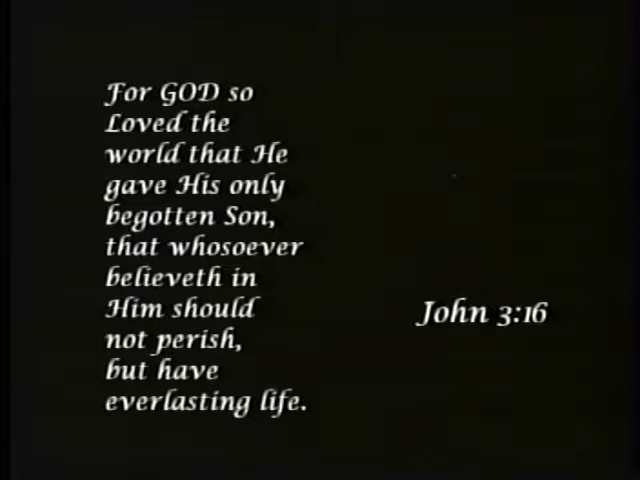 For GOD so
Loved the
world that He
gave His only
begotten Son,
that whosoever
believeth in
Him should
not perish,
but have
everlasting life.
John 3:16